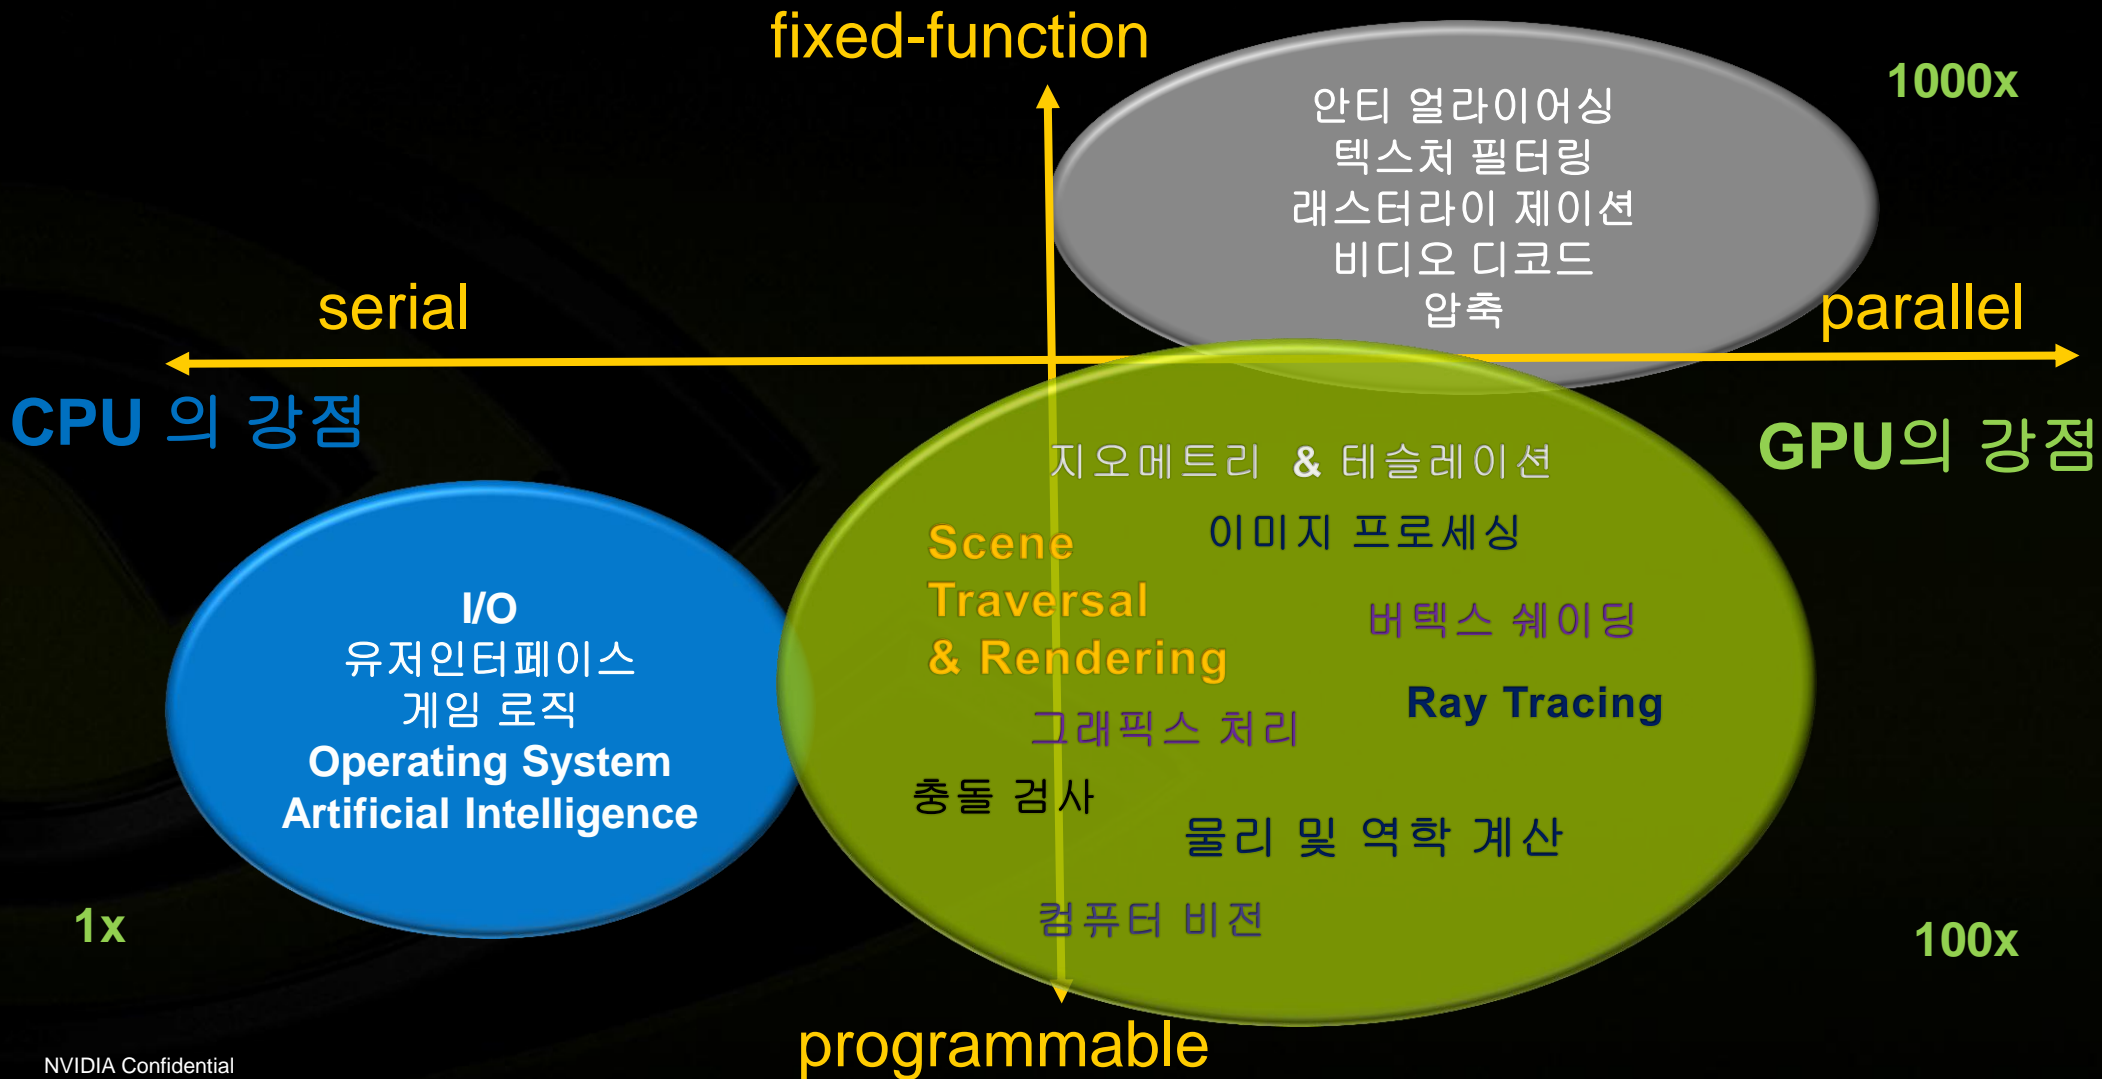 fixed-function
1000x
안티 얼라이어싱
텍스처 필터링
래스터라이 제이션
비디오 디코드
압축
serial
parallel
CPU 의 강점
GPU의 강점
지오메트리 & 테슬레이션
이미지 프로세싱
Scene
Traversal
& Rendering
버텍스 쉐이딩
Ray Tracing
그래픽스 처리
충돌 검사
물리 및 역학 계산
컴퓨터 비전
I/O
유저인터페이스
게임 로직
Operating System
Artificial Intelligence
1x
100x
programmable
NVIDIA Confidential